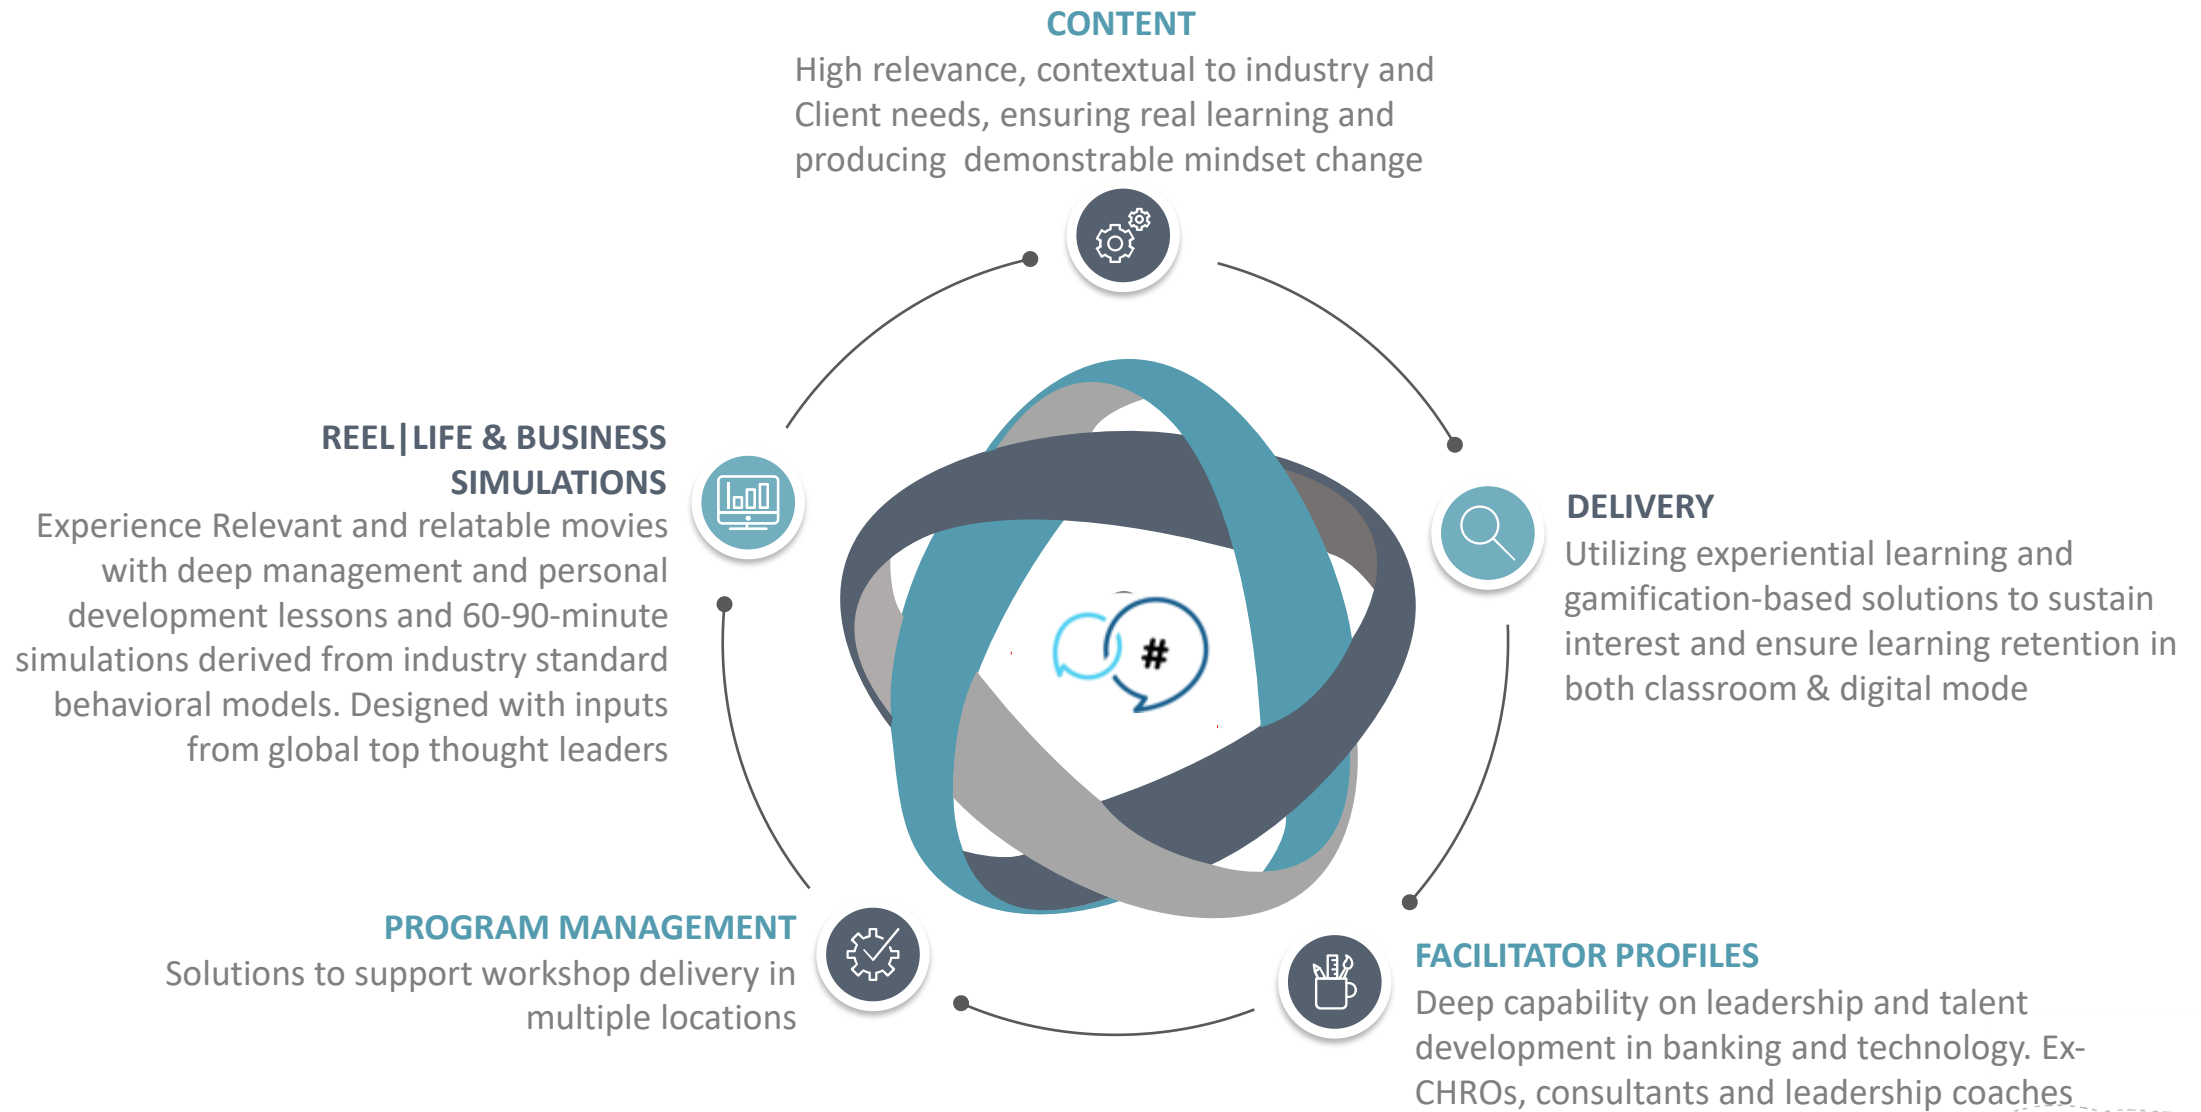 CONTENT
High relevance, contextual to industry and
Client needs, ensuring real learning and
producing  demonstrable mindset change
REEL|LIFE & BUSINESS
SIMULATIONS
Experience Relevant and relatable movies
with deep management and personal
development lessons and 60-90-minute
simulations derived from industry standard
behavioral models. Designed with inputs
from global top thought leaders
#
DELIVERY
Utilizing experiential learning and
gamification-based solutions to sustain
interest and ensure learning retention in
both classroom & digital mode
PROGRAM MANAGEMENT
Solutions to support workshop delivery in
multiple locations
FACILITATOR PROFILES
Deep capability on leadership and talent
development in banking and technology. Ex-
CHROs, consultants and leadership coaches